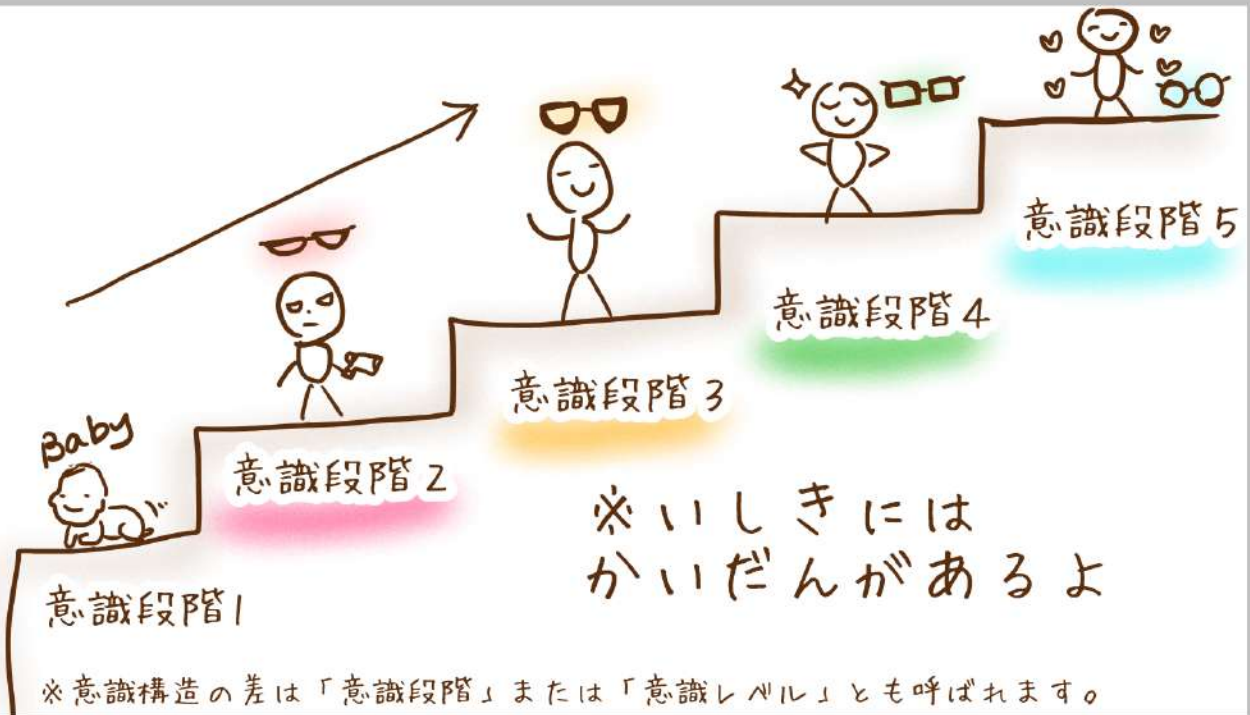 Baby
意識段階1
意識段階2
意識段階3
意識段階4
意識段階5
※いしきには
かいだんがあるよ
※意識構造の差は「意識段階」または「意識レベル」とも呼ばれます。